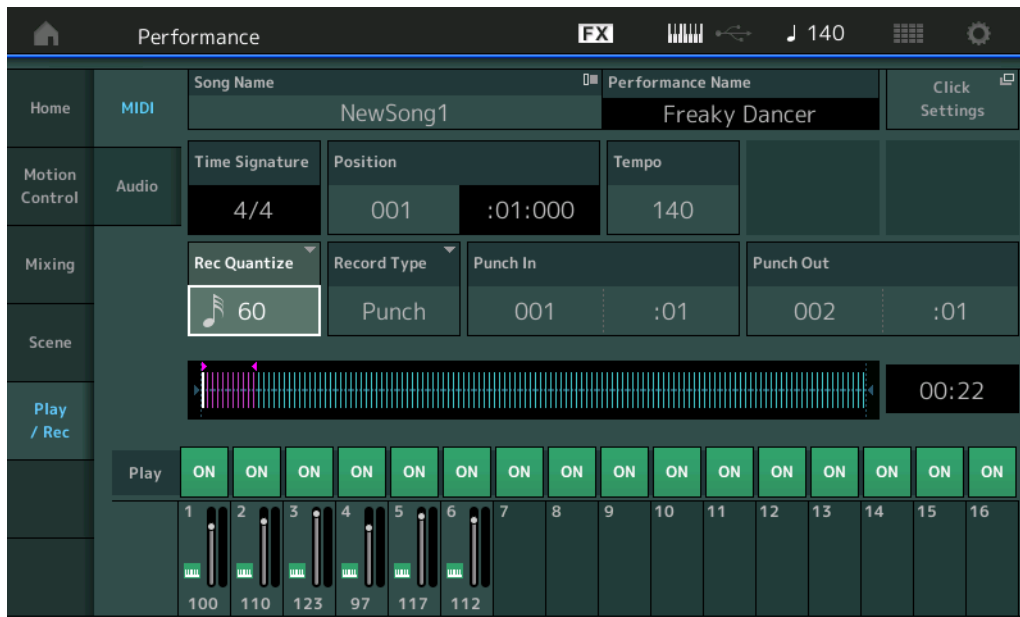 Performance FX 140
Song Name Performance Name Click Settings
NewSong1 Freaky Dancer
Home MIDI
Motion Control Audio
Time Signature Position Tempo
4/4 001 :01:000 140
Mixing
Rec Quantize Record Type Punch In Punch Out
60 Punch 001 :01 002 :01
Scene
Play / Rec
00:22
Play ON ON ON ON ON ON ON ON ON ON ON ON ON ON ON ON
1 2 3 4 5 6 7 8 9 10 11 12 13 14 15 16
100 110 123 97 117 112